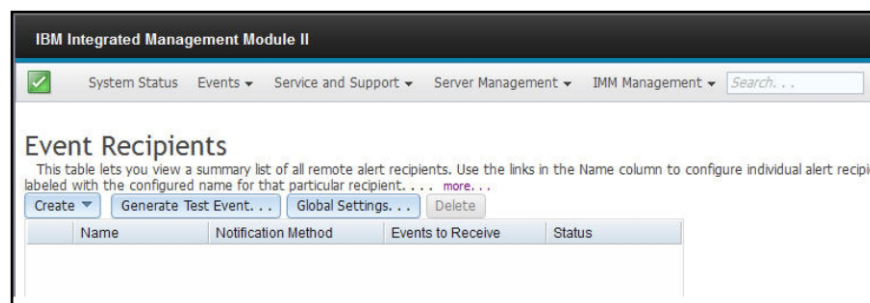 IBM Integrated Management Module II
System Status Events Service and Support Server Management IMM Management Search. . .
Event Recipients
This table lets you view a summary list of all remote alert recipients. Use the links in the Name column to configure individual alert recipi
labeled with the configured name for that particular recipient. . . . more. . .
Create Generate Test Event. . . Global Settings. . . Delete
Name Notification Method Events to Receive Status